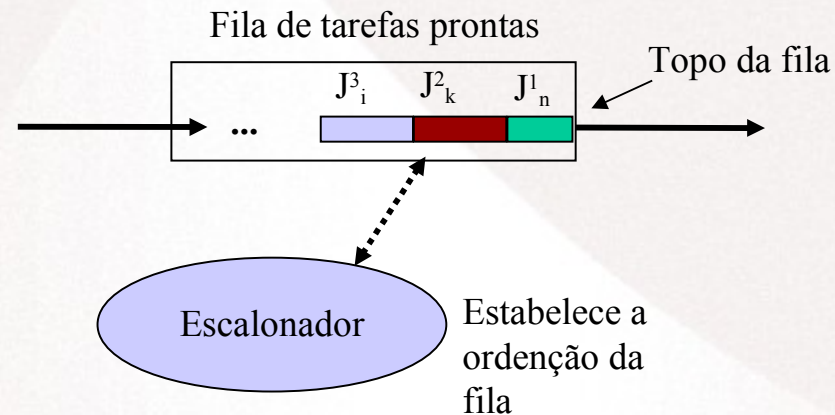 Fila de tarefas prontas
Topo da fila
J³ᵢ J²ₖ J¹ₙ
...
Escalonador
Estabelece a
ordenção da
fila